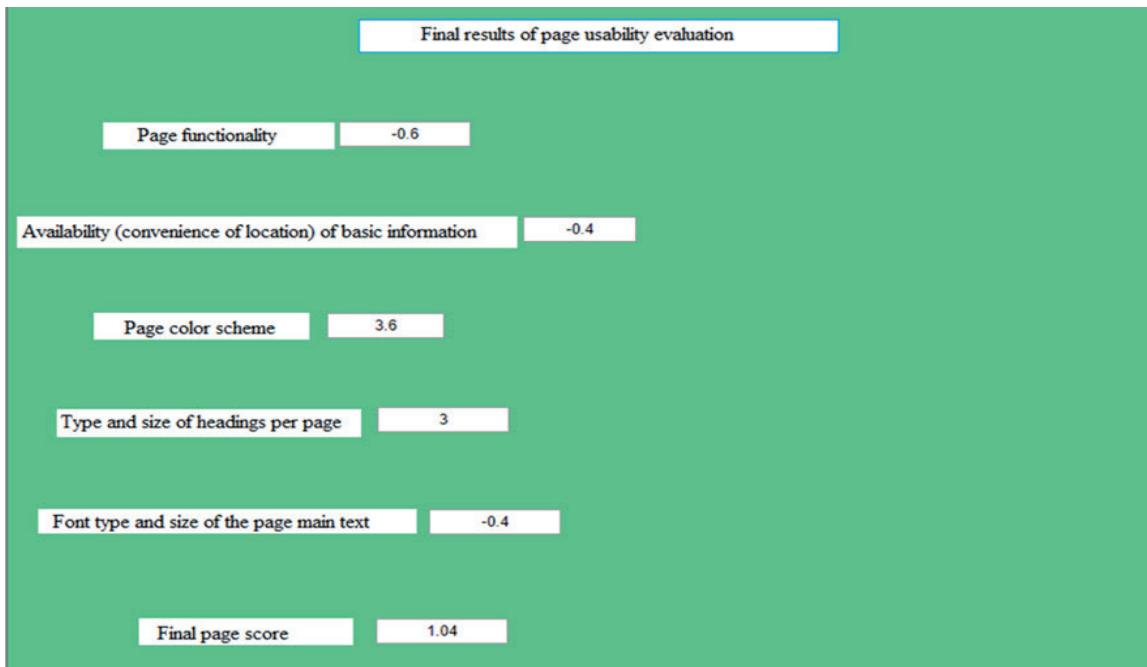 Final results of page usability evaluation
Page functionality -0.6
Availability (convenience of location) of basic information -0.4
Page color scheme 3.6
Type and size of headings per page 3
Font type and size of the page main text -0.4
Final page score 1.04